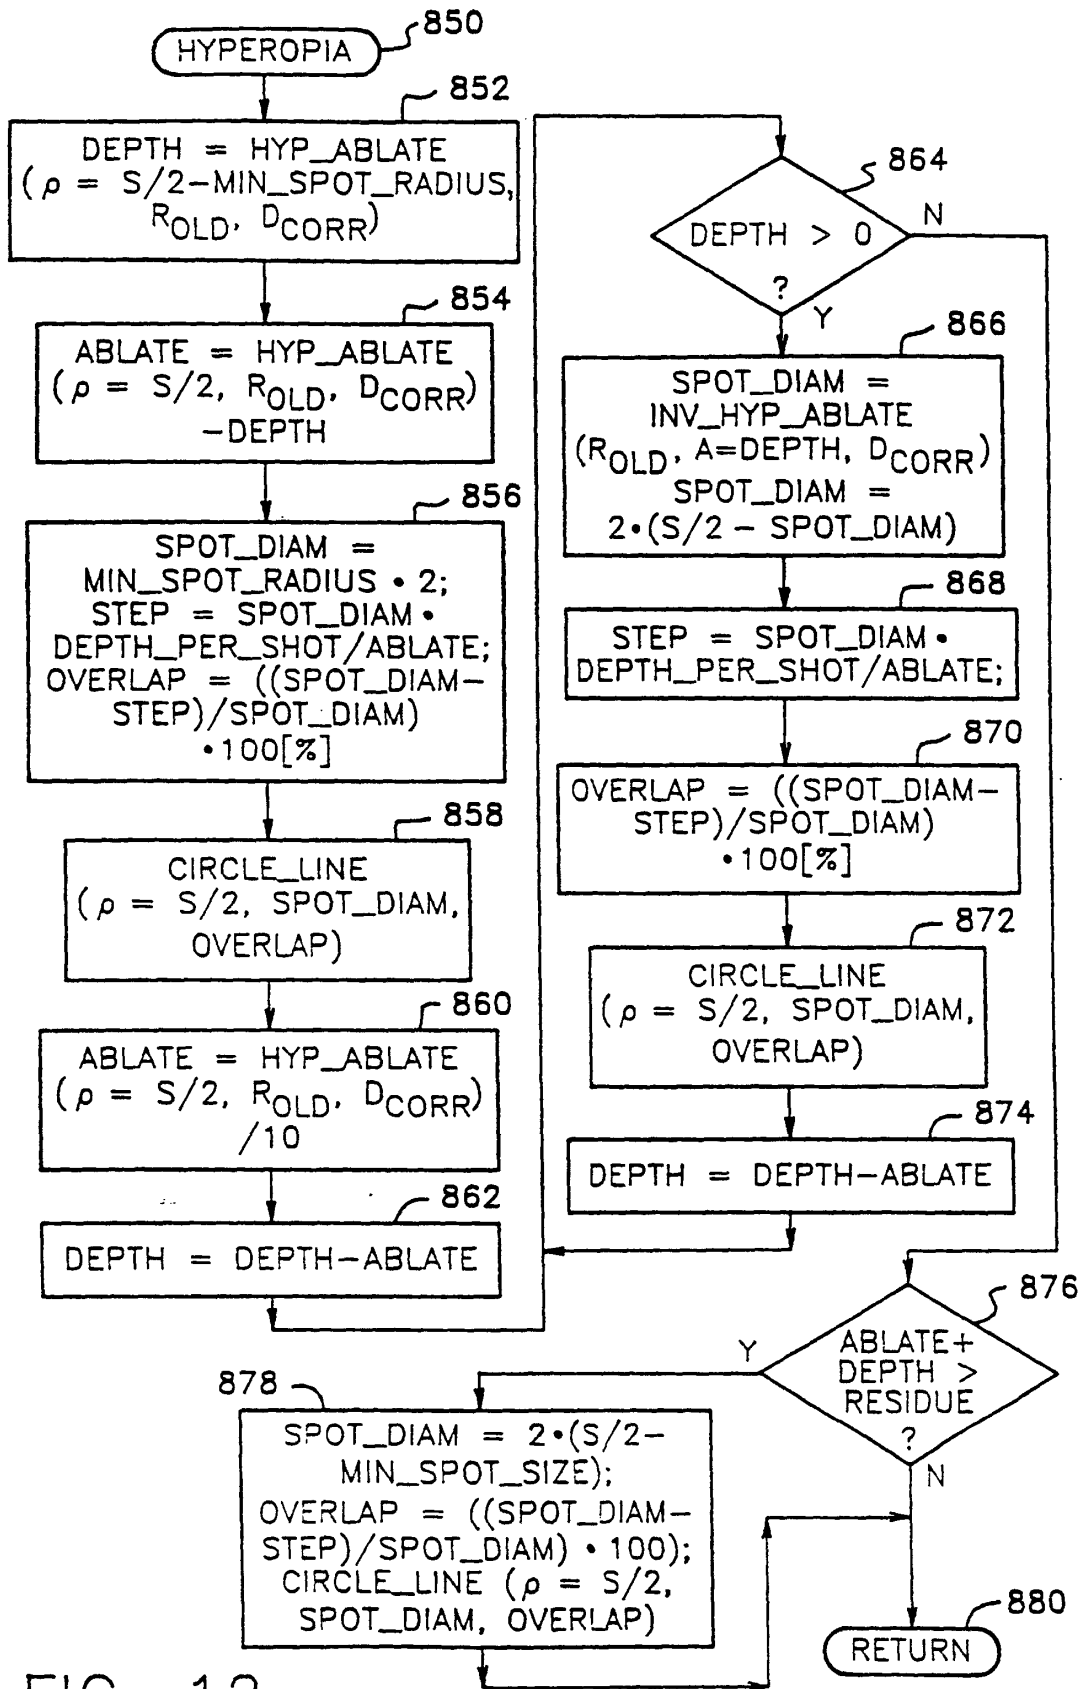 HYPEROPIA
850
852
DEPTH = HYP_ABLATE
(ρ = S/2-MIN_SPOT_RADIUS,
R_OLD, D_CORR)
854
ABLATE = HYP_ABLATE
(ρ = S/2, R_OLD, D_CORR)
-DEPTH
856
SPOT_DIAM =
MIN_SPOT_RADIUS • 2;
STEP = SPOT_DIAM •
DEPTH_PER_SHOT/ABLATE;
OVERLAP = ((SPOT_DIAM-
STEP)/SPOT_DIAM)
•100[%]
858
CIRCLE_LINE
(ρ = S/2, SPOT_DIAM,
OVERLAP)
860
ABLATE = HYP_ABLATE
(ρ = S/2, R_OLD, D_CORR)
/10
862
DEPTH = DEPTH-ABLATE
864
DEPTH > 0
?
N
Y
866
SPOT_DIAM =
INV_HYP_ABLATE
(R_OLD, A=DEPTH, D_CORR)
SPOT_DIAM =
2•(S/2 - SPOT_DIAM)
868
STEP = SPOT_DIAM •
DEPTH_PER_SHOT/ABLATE;
870
OVERLAP = ((SPOT_DIAM-
STEP)/SPOT_DIAM)
•100[%]
872
CIRCLE_LINE
(ρ = S/2, SPOT_DIAM,
OVERLAP)
874
DEPTH = DEPTH-ABLATE
876
ABLATE+
DEPTH >
RESIDUE
?
Y
N
878
SPOT_DIAM = 2•(S/2-
MIN_SPOT_SIZE);
OVERLAP = ((SPOT_DIAM-
STEP)/SPOT_DIAM) • 100);
CIRCLE_LINE (ρ = S/2,
SPOT_DIAM, OVERLAP)
880
RETURN